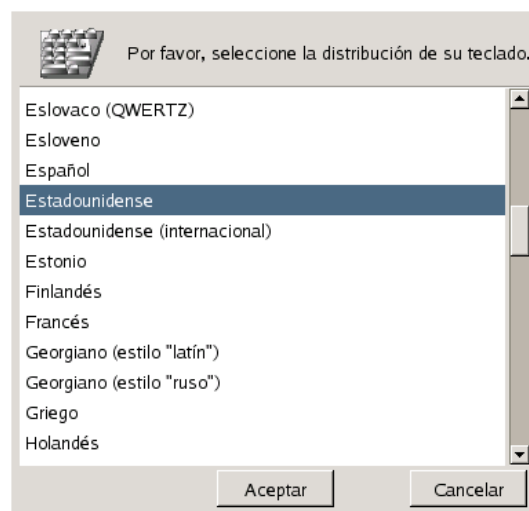 Por favor, seleccione la distribución de su teclado.
Eslovaco (QWERTZ)
Esloveno
Español
Estadounidense
Estadounidense (internacional)
Estonio
Finlandés
Francés
Georgiano (estilo "latín")
Georgiano (estilo "ruso")
Griego
Holandés
Aceptar
Cancelar